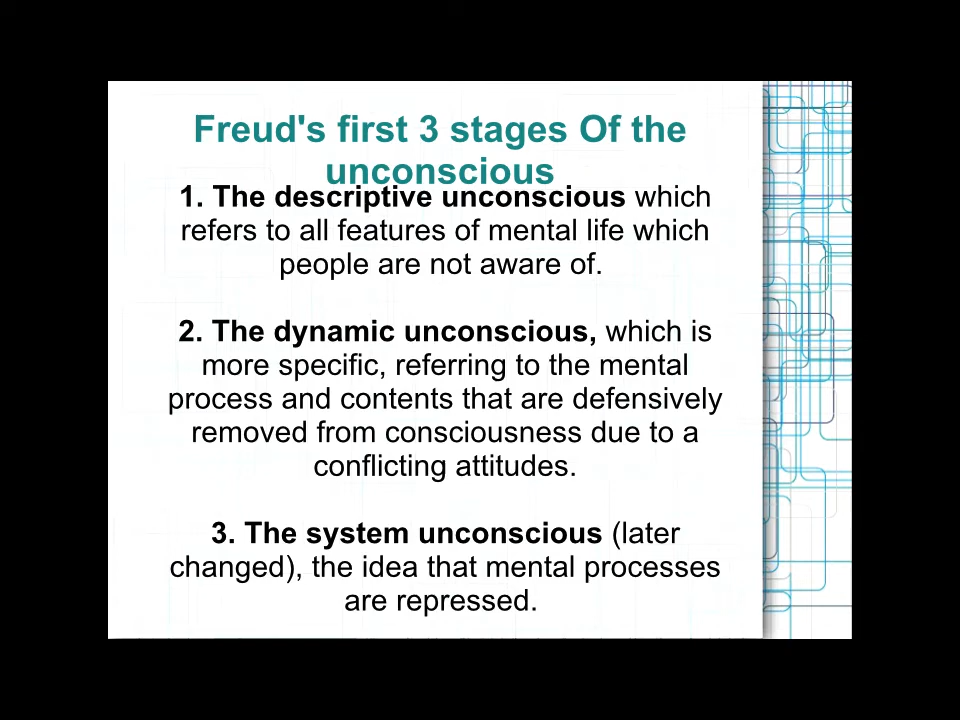 Freud's first 3 stages Of the
unconscious
1. The descriptive unconscious which
refers to all features of mental life which
people are not aware of.
2. The dynamic unconscious, which is
more specific, referring to the mental
process and contents that are defensively
removed from consciousness due to a
conflicting attitudes.
3. The system unconscious (later
changed), the idea that mental processes
are repressed.